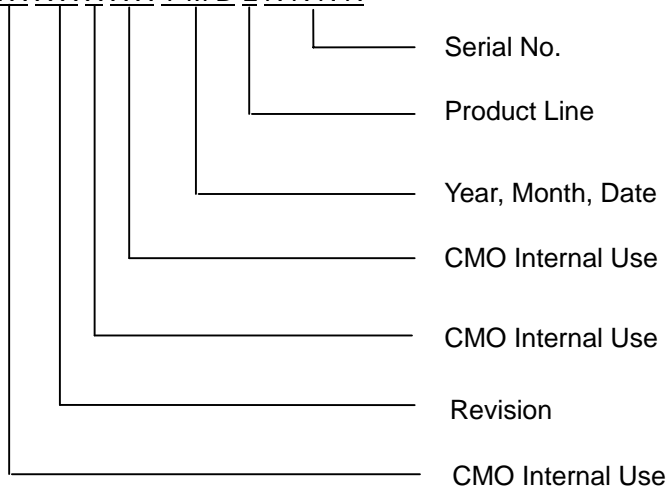 Serial No.
Product Line
Year, Month, Date
CMO Internal Use
CMO Internal Use
Revision
CMO Internal Use